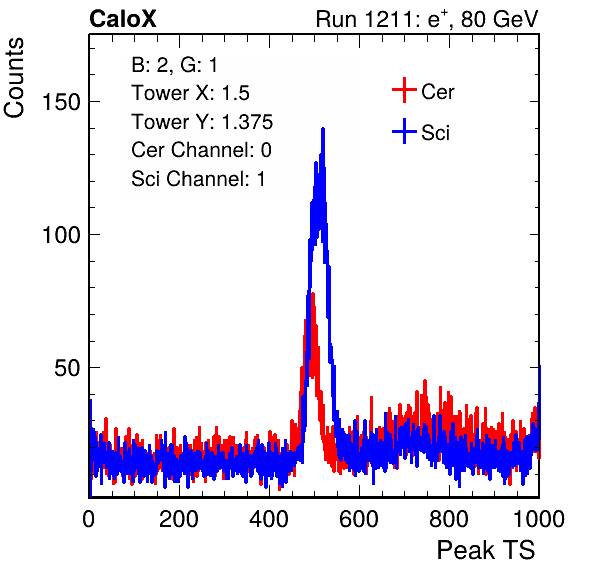 CaloX
Run 1211: e+, 80 GeV
Counts
B: 2, G: 1
Tower X: 1.5
Tower Y: 1.375
Cer Channel: 0
Sci Channel: 1
Cer
Sci
150
100
50
0 200 400 600 800 1000
Peak TS